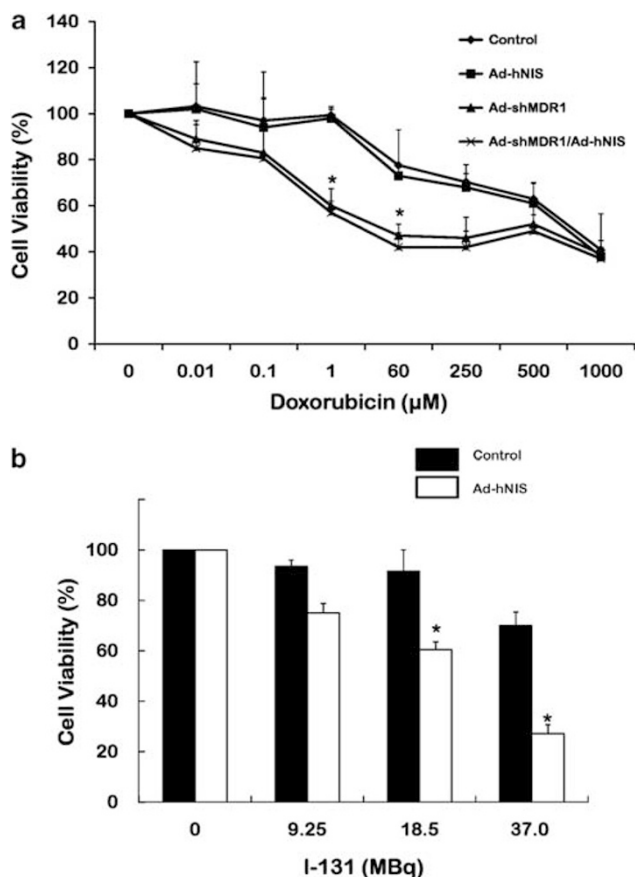 a
140
120
100
80
60
40
20
0
Cell Viability (%)
Control
Ad-hNIS
Ad-shMDR1
Ad-shMDR1/Ad-hNIS
* *
0 0.01 0.1 1 60 250 500 1000
Doxorubicin (µM)
b
Control
Ad-hNIS
100
80
60
40
20
0
Cell Viability (%)
* *
0 9.25 18.5 37.0
I-131 (MBq)